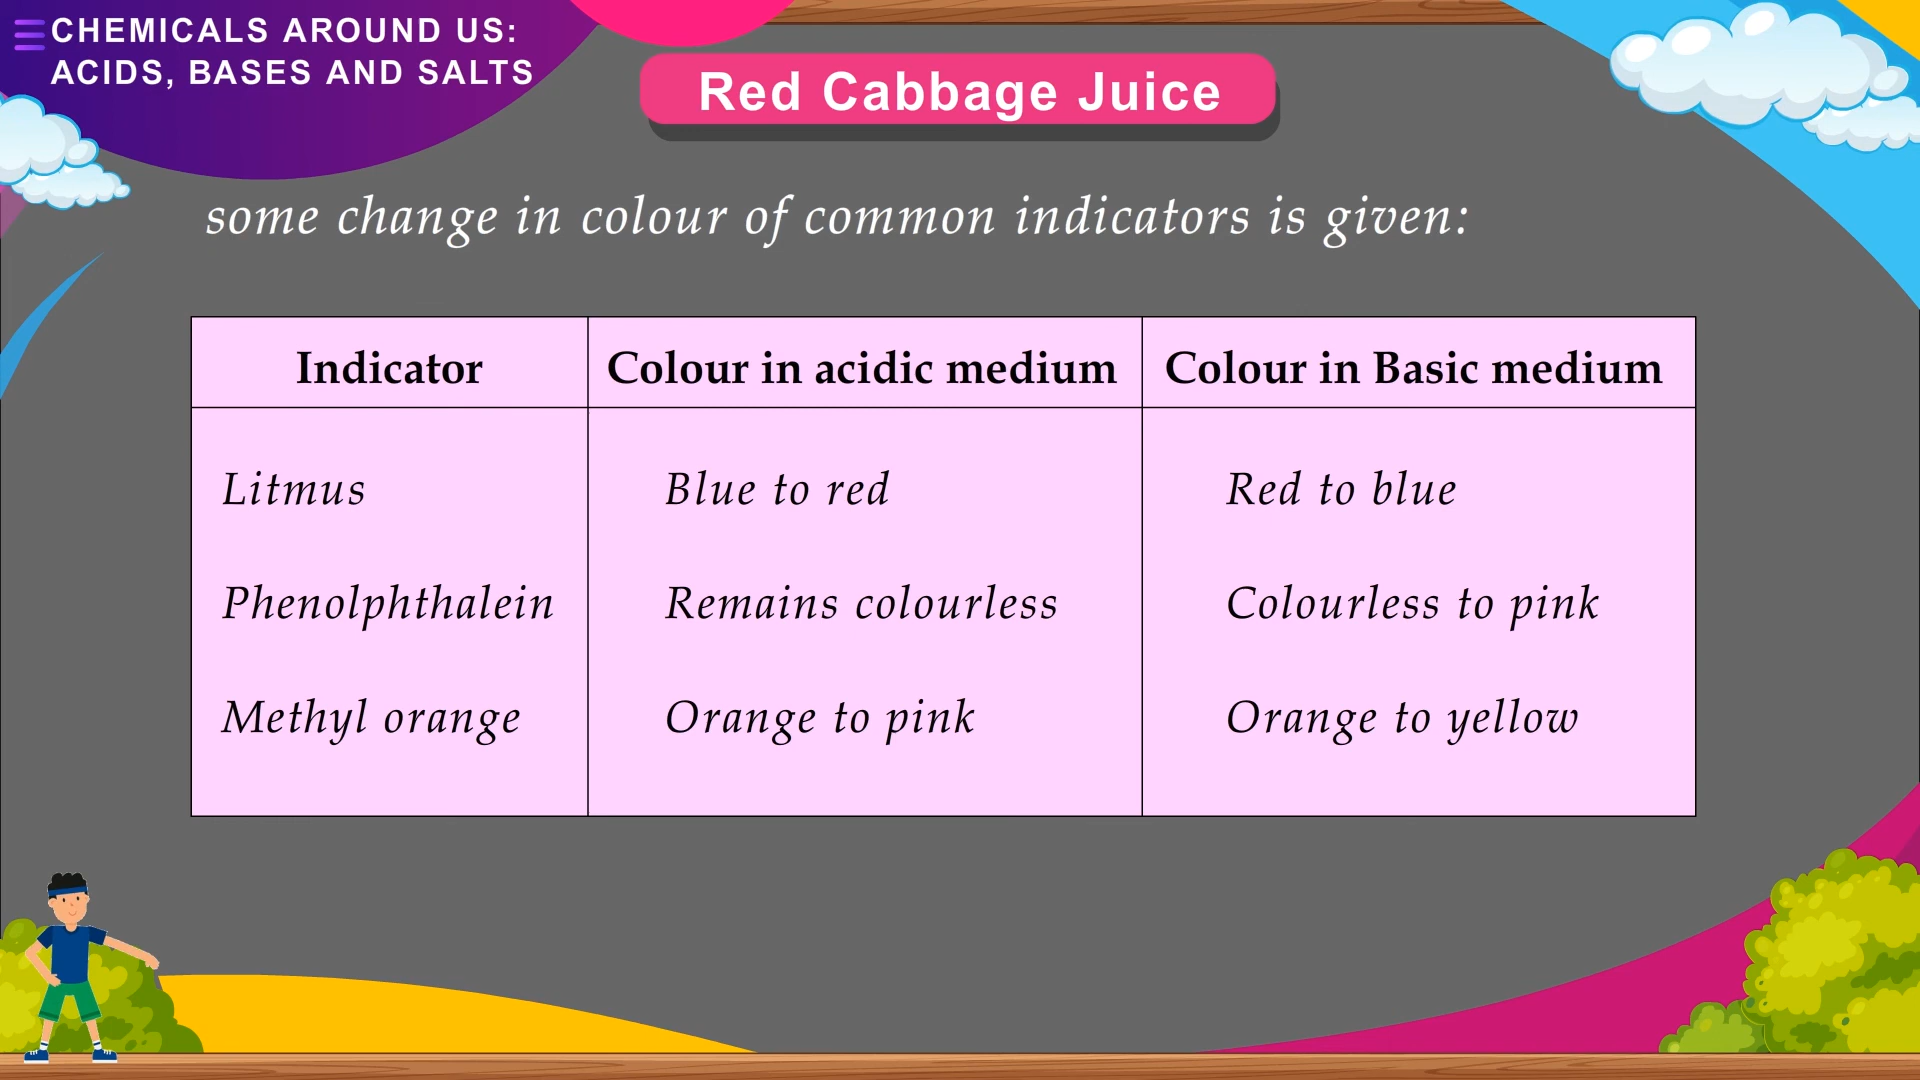 CHEMICALS AROUND US:
ACIDS, BASES AND SALTS
Red Cabbage Juice
some change in colour of common indicators is given:
Indicator Colour in acidic medium Colour in Basic medium
Litmus Blue to red Red to blue
Phenolphthalein Remains colourless Colourless to pink
Methyl orange Orange to pink Orange to yellow